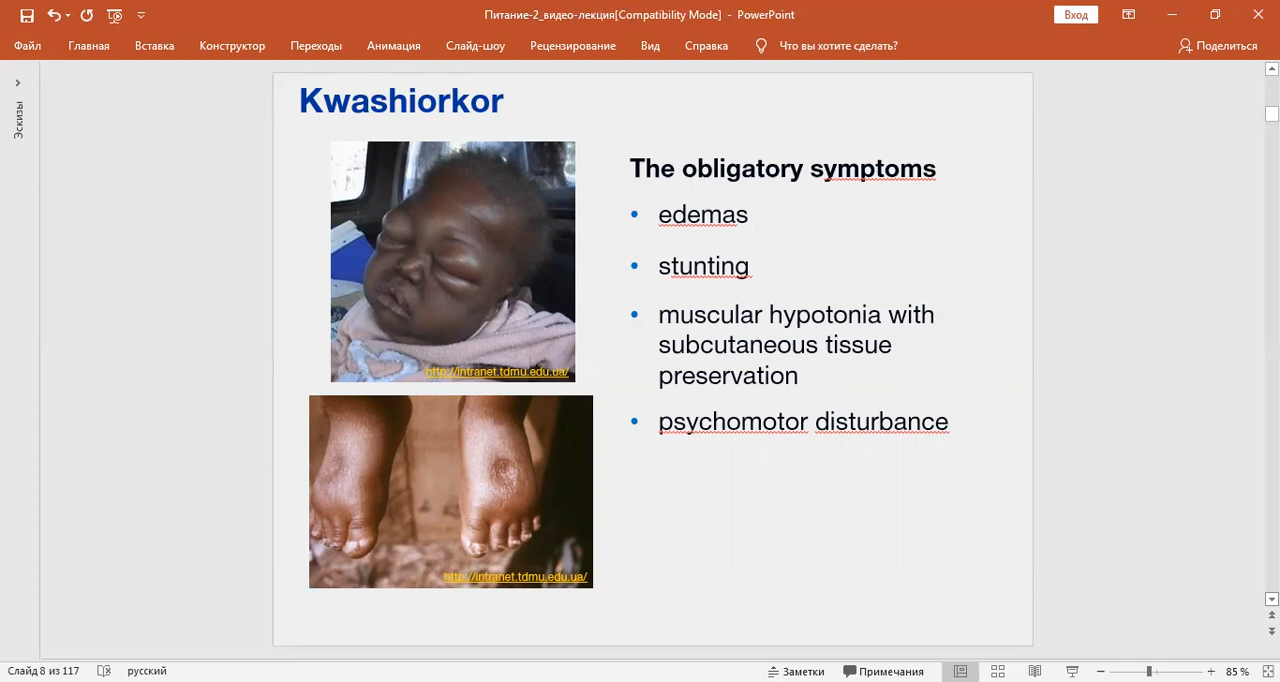 Питание-2_видео-лекция[Compatibility Mode] - PowerPoint
Вход
Файл Главная Вставка Конструктор Переходы Анимация Слайд-шоу Рецензирование Вид Справка Что вы хотите сделать? Поделиться
Эскизы
Kwashiorkor
http://intranet.tdmu.edu.ua/
http://intranet.tdmu.edu.ua/
The obligatory symptoms
• edemas
• stunting
• muscular hypotonia with
subcutaneous tissue
preservation
• psychomotor disturbance
Слайд 8 из 117 русский Заметки Примечания 85 %